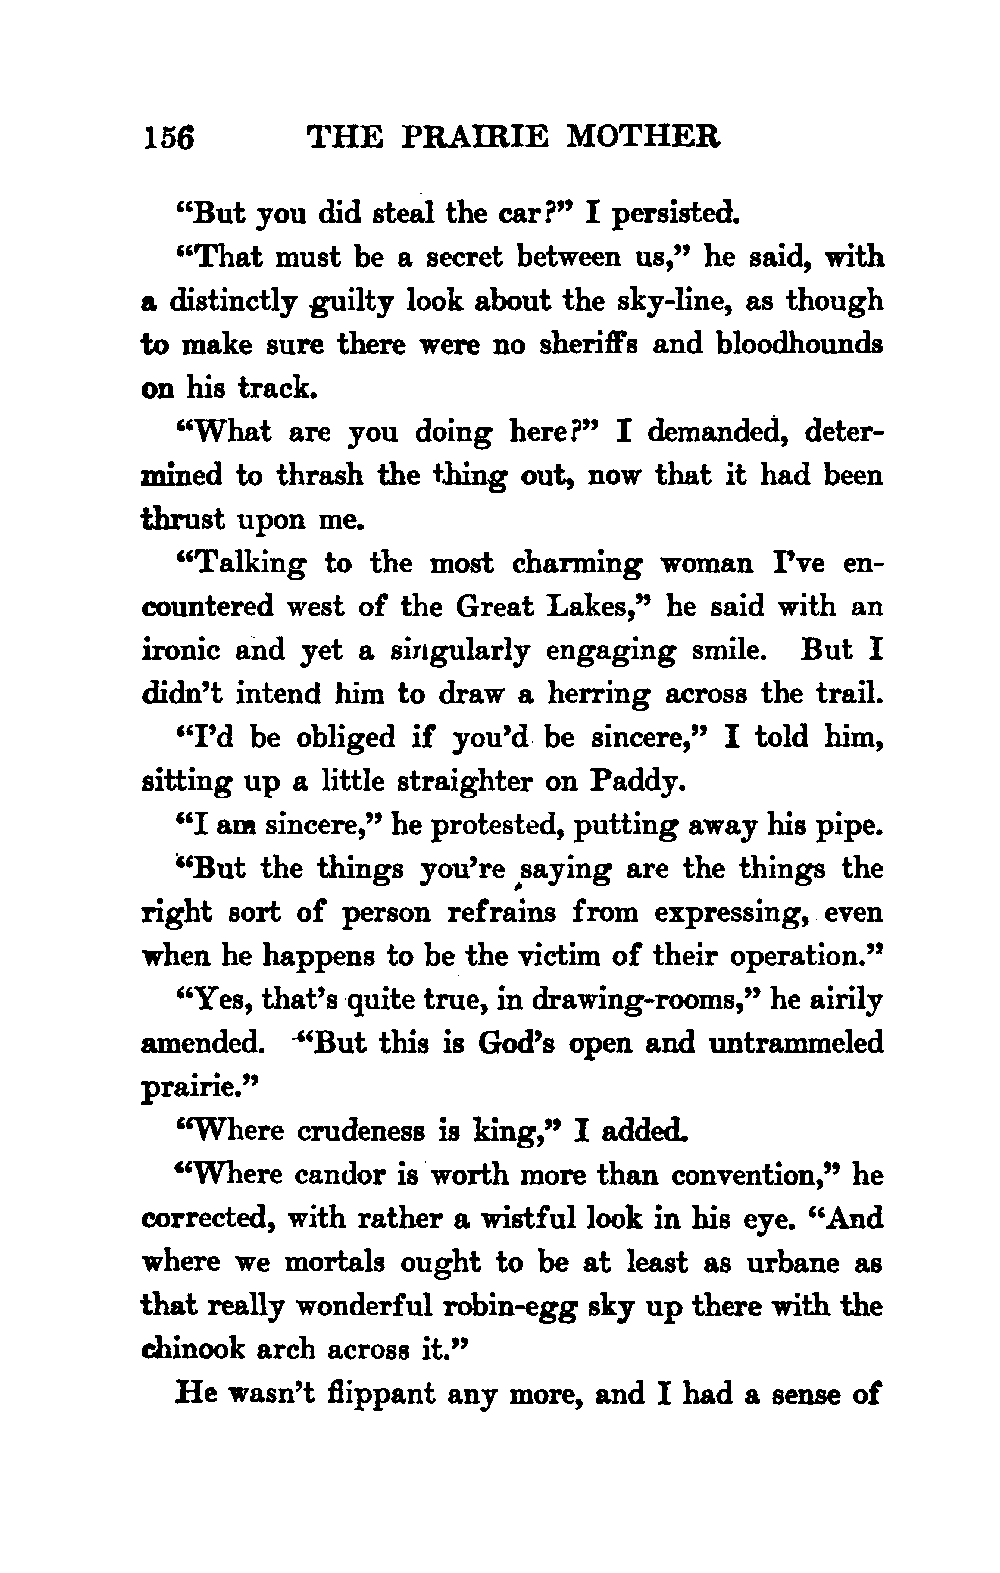 156 THE PRAIRIE MOTHER
“But you did steal the car?” I persisted.
“That must be a secret between us,” he said, with
a distinctly guilty look about the sky-line, as though
to make sure there were no sheriffs and bloodhounds
on his track.
“What are you doing here?” I demanded, deter-
mined to thrash the thing out, now that it had been
thrust upon me.
“Talking to the most charming woman I’ve en-
countered west of the Great Lakes,” he said with an
ironic and yet a singularly engaging smile. But I
didn’t intend him to draw a herring across the trail.
“I’d be obliged if you’d be sincere,” I told him,
sitting up a little straighter on Paddy.
“I am sincere,” he protested, putting away his pipe.
“But the things you’re saying are the things the
right sort of person refrains from expressing, even
when he happens to be the victim of their operation.”
“Yes, that’s quite true, in drawing-rooms,” he airily
amended. “But this is God’s open and untrammeled
prairie.”
“Where crudeness is king,” I added.
“Where candor is worth more than convention,” he
corrected, with rather a wistful look in his eye. “And
where we mortals ought to be at least as urbane as
that really wonderful robin-egg sky up there with the
chinook arch across it.”
He wasn’t flippant any more, and I had a sense of